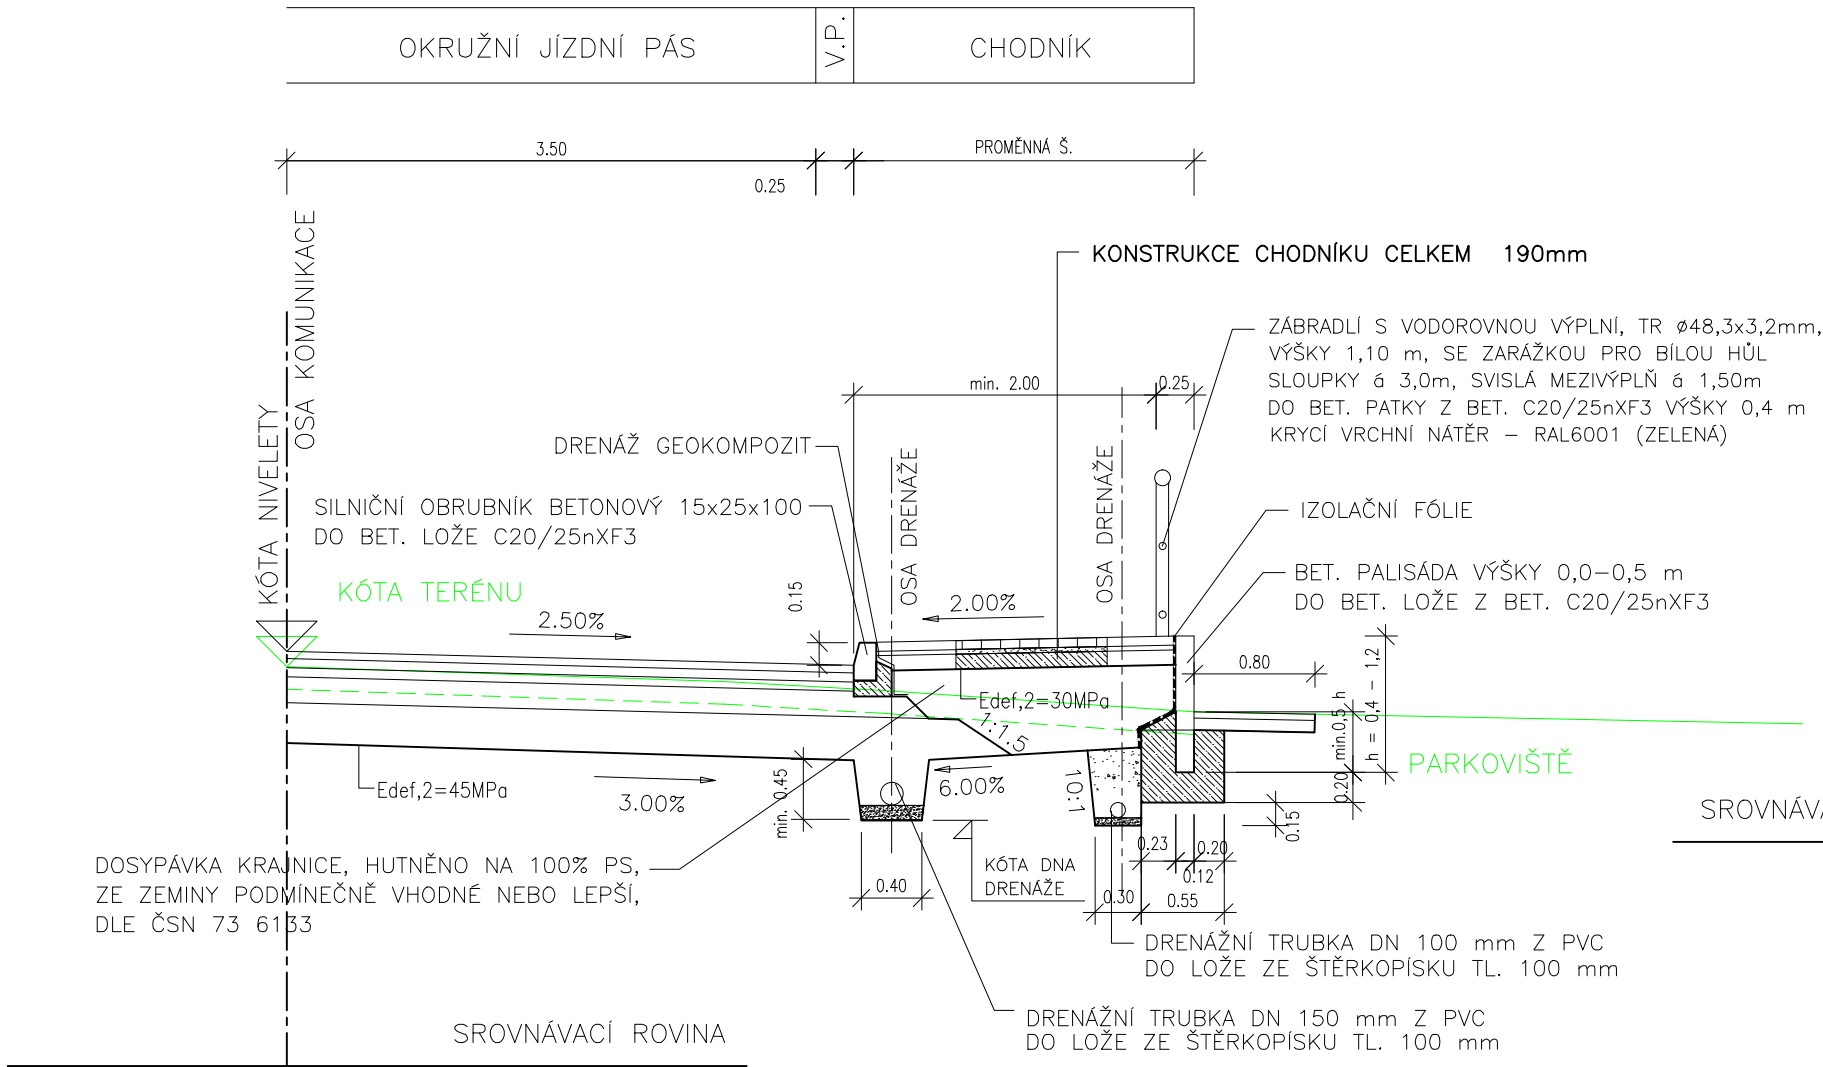 OKRUŽNÍ JÍZDNÍ PÁS
V.P.
CHODNÍK
3.50
0.25
PROMĚNNÁ Š.
OSA KOMUNIKACE
KÓTA NIVELETY
KONSTRUKCE CHODNÍKU CELKEM 190mm
ZÁBRADLÍ S VODOROVNOU VÝPLNÍ, TR ø48,3x3,2mm,
VÝŠKY 1,10 m, SE ZARÁŽKOU PRO BÍLOU HŮL
SLOUPKY á 3,0m, SVISLÁ MEZIVÝPLŇ á 1,50m
DO BET. PATKY Z BET. C20/25nXF3 VÝŠKY 0,4 m
KRYCÍ VRCHNÍ NÁTĚR – RAL6001 (ZELENÁ)
min. 2.00
0.25
DRENÁŽ GEOKOMPOZIT
OSA DRENÁŽE
OSA DRENÁŽE
SILNIČNÍ OBRUBNÍK BETONOVÝ 15x25x100
DO BET. LOŽE C20/25nXF3
IZOLAČNÍ FÓLIE
BET. PALISÁDA VÝŠKY 0,0–0,5 m
DO BET. LOŽE Z BET. C20/25nXF3
KÓTA TERÉNU
2.50%
0.15
2.00%
0.80
Edef,2=30MPa
1:1.5
min.0,5 h
h = 0,4 – 1,2
PARKOVIŠTĚ
Edef,2=45MPa
3.00%
min. 0.45
6.00%
10:1
0.20
0.15
SROVNÁV
0.23
0.20
0.12
DOSYPÁVKA KRAJNICE, HUTNĚNO NA 100% PS,
ZE ZEMINY PODMÍNEČNĚ VHODNÉ NEBO LEPŠÍ,
DLE ČSN 73 6133
0.40
KÓTA DNA
DRENÁŽE
0.30
0.55
DRENÁŽNÍ TRUBKA DN 100 mm Z PVC
DO LOŽE ZE ŠTĚRKOPÍSKU TL. 100 mm
DRENÁŽNÍ TRUBKA DN 150 mm Z PVC
DO LOŽE ZE ŠTĚRKOPÍSKU TL. 100 mm
SROVNÁVACÍ ROVINA